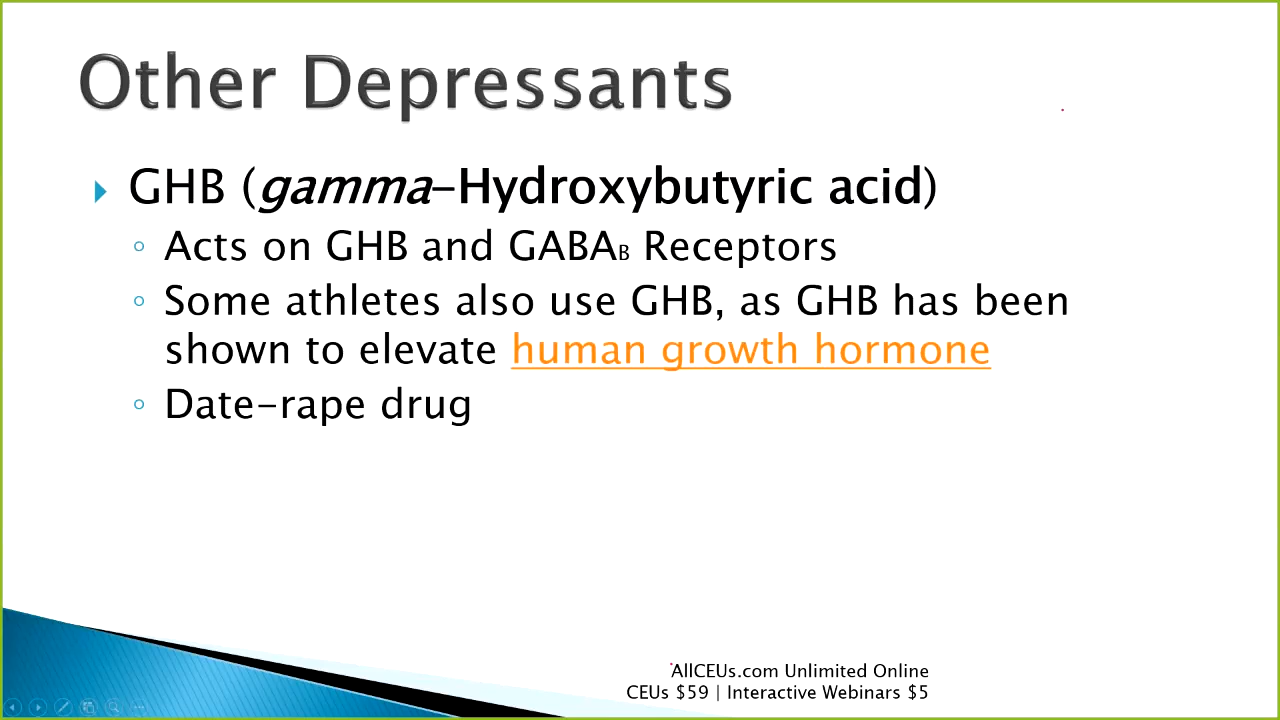 Other Depressants
GHB (gamma-Hydroxybutyric acid)
Acts on GHB and GABAB Receptors
Some athletes also use GHB, as GHB has been
shown to elevate human growth hormone
Date-rape drug
AllCEUs.com Unlimited Online
CEUs $59 | Interactive Webinars $5